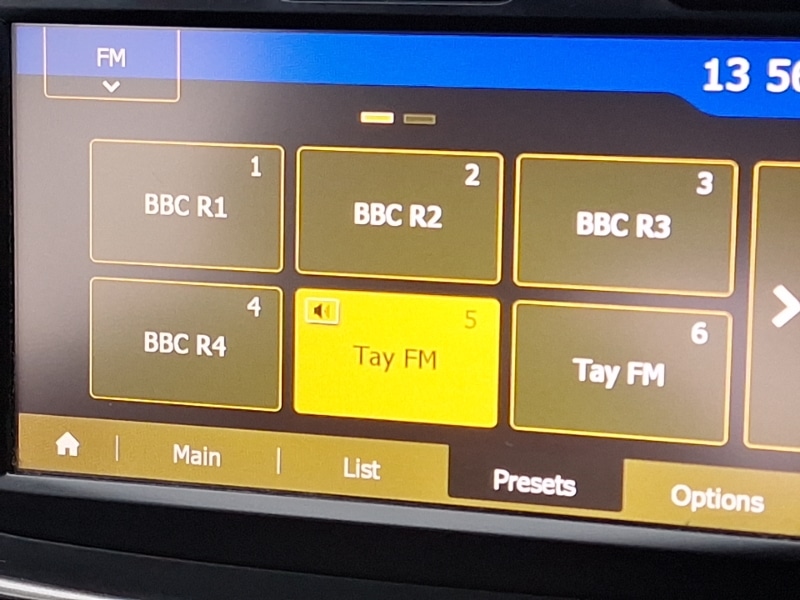 FM
13 56
1
BBC R1
2
BBC R2
3
BBC R3
4
BBC R4
5
Tay FM
6
Tay FM
Main
List
Presets
Options